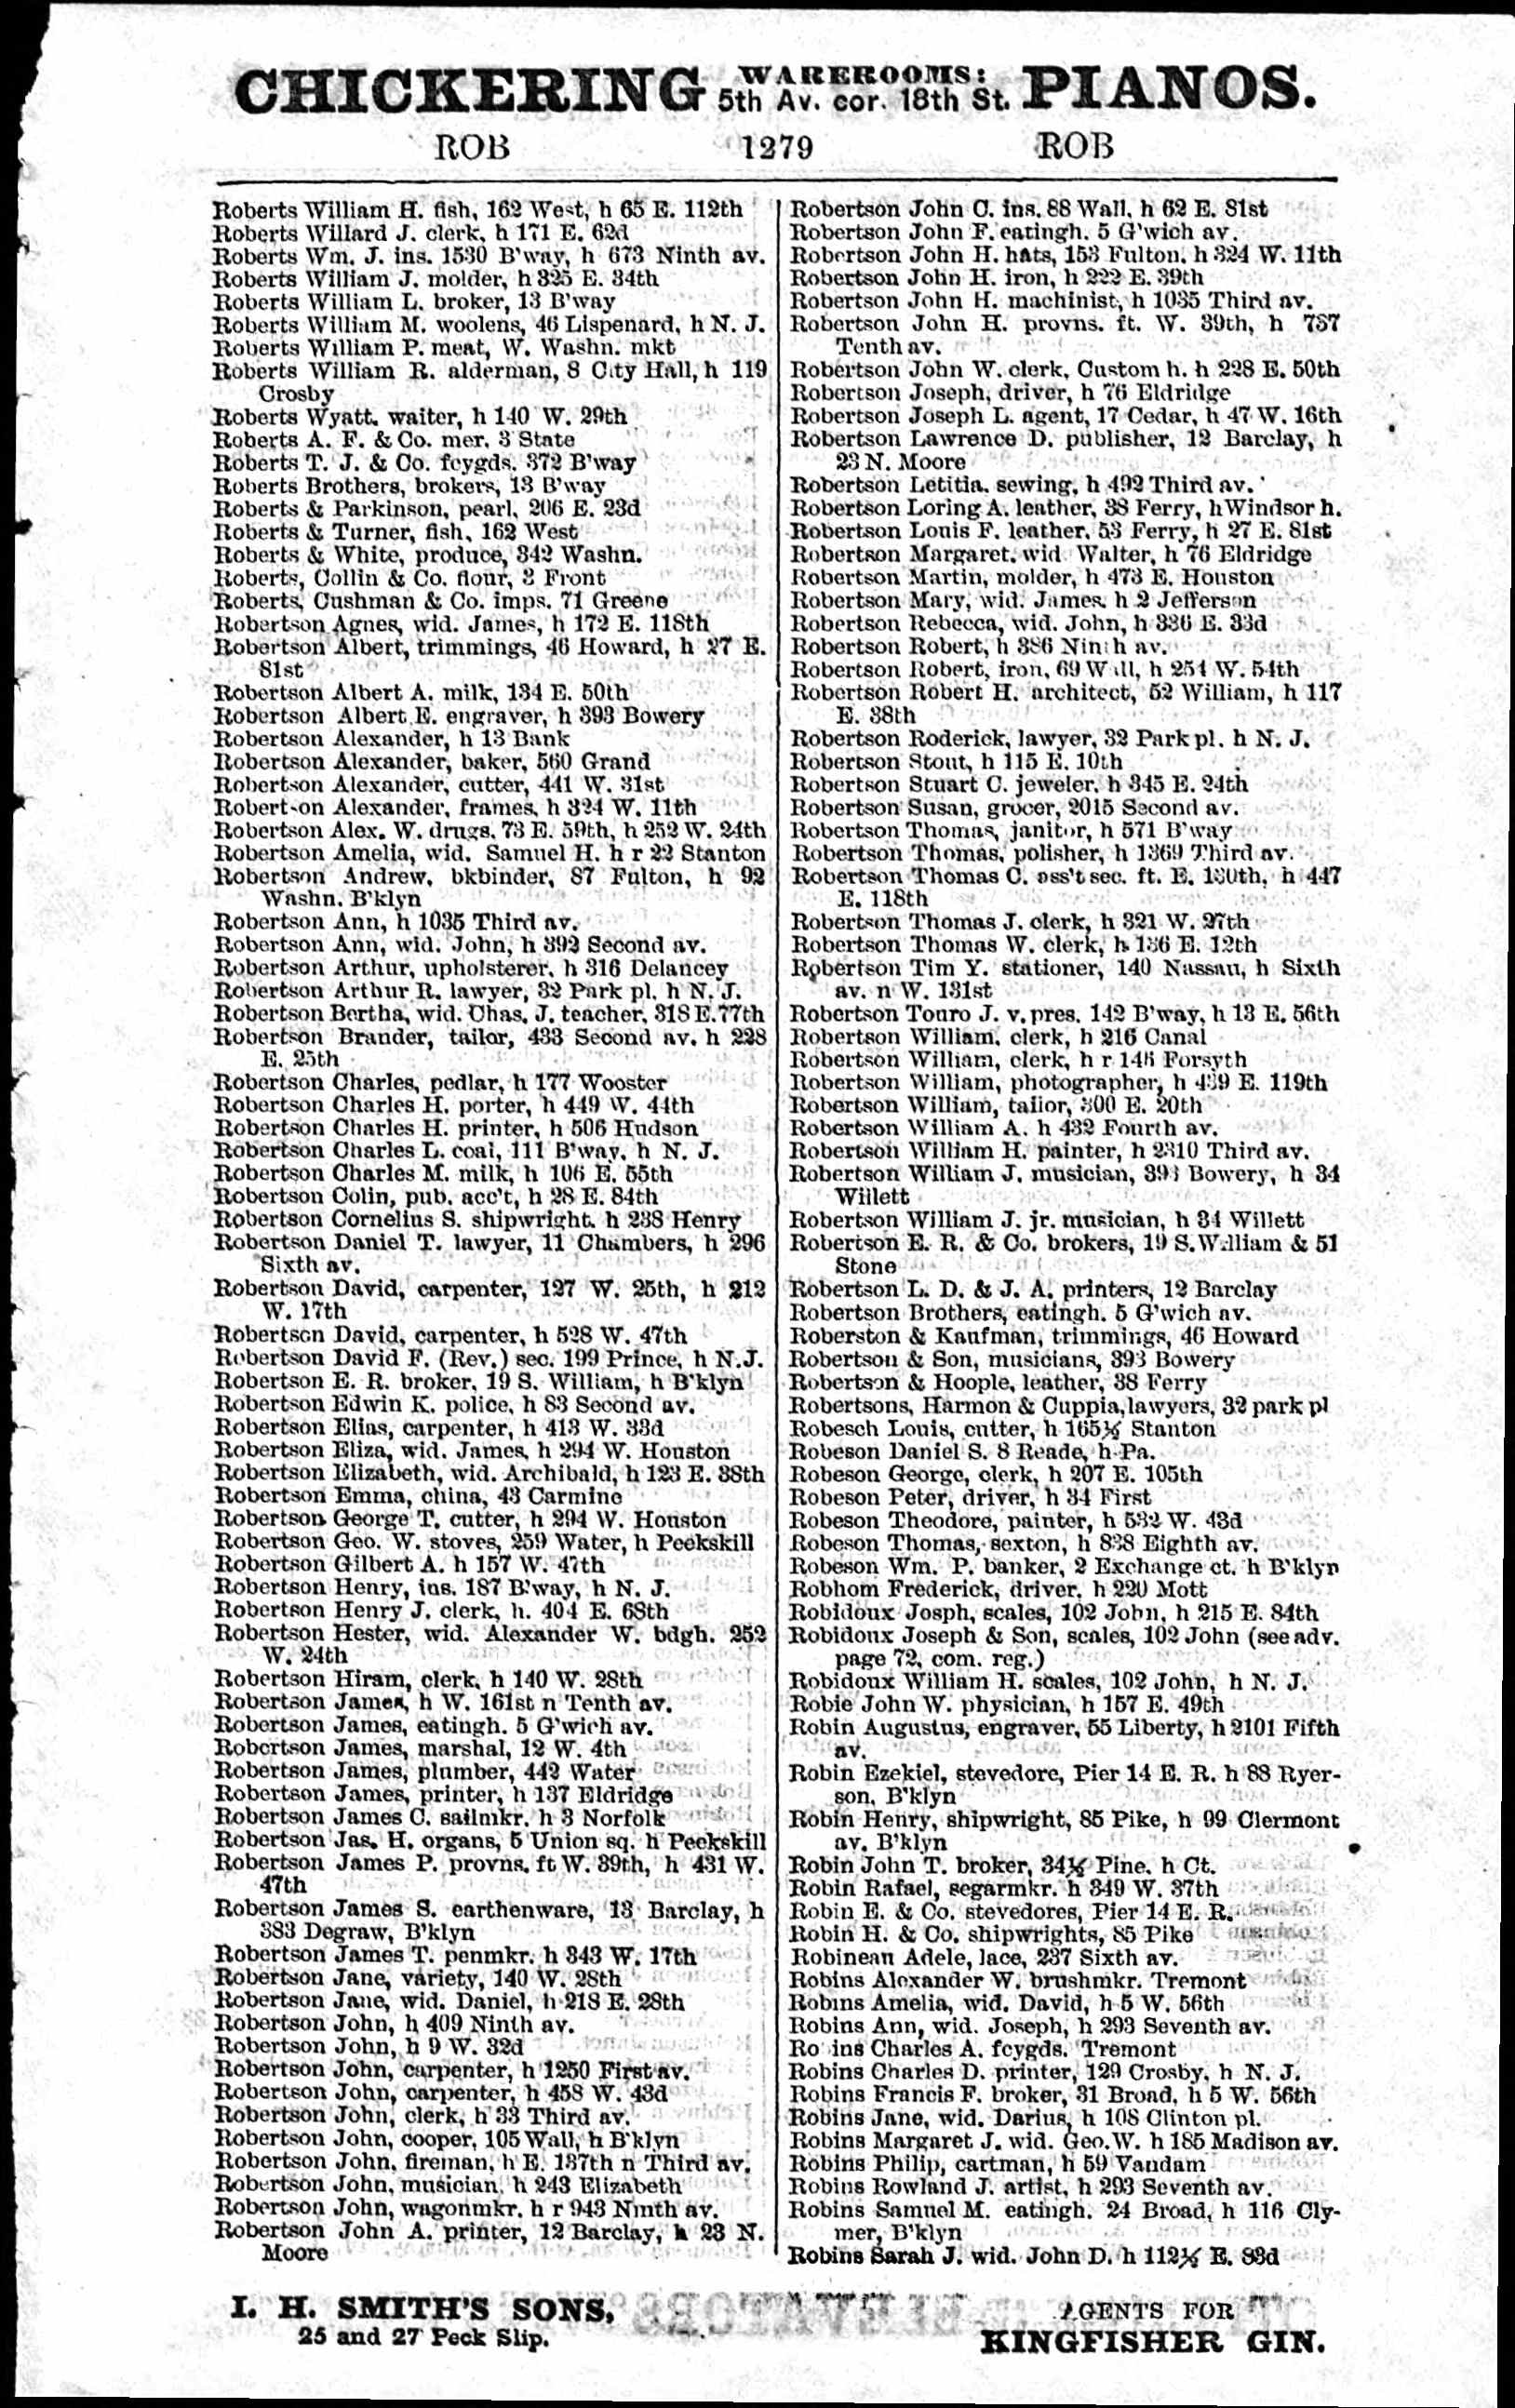 CHICKERING WAREROOMS: 5th Av. cor. 18th St. PIANOS.
ROB 1279 ROB
Roberts William H. fish, 162 West, h 65 E. 112th
Roberts Willard J. clerk, h 171 E. 62d
Roberts Wm. J. ins. 1530 B'way, h 673 Ninth av.
Roberts William J. molder, h 325 E. 34th
Roberts William L. broker, 13 B'way
Roberts William M. woolens, 46 Lispenard, h N. J.
Roberts William P. meat, W. Washn. mkt
Roberts William R. alderman, 8 City Hall, h 119
Crosby
Roberts Wyatt, waiter, h 140 W. 29th
Roberts A. F. & Co. mer. 3 State
Roberts T. J. & Co. fcygds. 372 B'way
Roberts Brothers, brokers, 13 B'way
Roberts & Parkinson, pearl, 206 E. 23d
Roberts & Turner, fish, 162 West
Roberts & White, produce, 342 Washn.
Roberts, Collin & Co. flour, 2 Front
Roberts, Cushman & Co. imps. 71 Greene
Robertson Agnes, wid. James, h 172 E. 118th
Robertson Albert, trimmings, 46 Howard, h 27 E.
81st
Robertson Albert A. milk, 134 E. 50th
Robertson Albert E. engraver, h 393 Bowery
Robertson Alexander, h 13 Bank
Robertson Alexander, baker, 560 Grand
Robertson Alexander, cutter, 441 W. 31st
Robertson Alexander, frames, h 324 W. 11th
Robertson Alex. W. drugs, 73 E. 59th, h 252 W. 24th
Robertson Amelia, wid. Samuel H. h r 22 Stanton
Robertson Andrew, bkbinder, 87 Fulton, h 92
Washn. B'klyn
Robertson Ann, h 1035 Third av.
Robertson Ann, wid. John, h 392 Second av.
Robertson Arthur, upholsterer, h 316 Delancey
Robertson Arthur R. lawyer, 32 Park pl. h N. J.
Robertson Bertha, wid. Chas. J. teacher, 318 E. 77th
Robertson Brander, tailor, 433 Second av. h 228
E. 25th
Robertson Charles, pedlar, h 177 Wooster
Robertson Charles H. porter, h 449 W. 44th
Robertson Charles H. printer, h 506 Hudson
Robertson Charles L. coal, 111 B'way, h N. J.
Robertson Charles M. milk, h 106 E. 55th
Robertson Colin, pub. acc't, h 28 E. 84th
Robertson Cornelius S. shipwright. h 238 Henry
Robertson Daniel T. lawyer, 11 Chambers, h 296
Sixth av.
Robertson David, carpenter, 127 W. 25th, h 212
W. 17th
Robertson David, carpenter, h 528 W. 47th
Robertson David F. (Rev.) sec. 199 Prince, h N.J.
Robertson E. R. broker, 19 S. William, h B'klyn
Robertson Edwin K. police, h 83 Second av.
Robertson Elias, carpenter, h 413 W. 33d
Robertson Eliza, wid. James, h 294 W. Houston
Robertson Elizabeth, wid. Archibald, h 123 E. 38th
Robertson Emma, china, 43 Carmine
Robertson George T. cutter, h 294 W. Houston
Robertson Geo. W. stoves, 259 Water, h Peekskill
Robertson Gilbert A. h 157 W. 47th
Robertson Henry, ins. 187 B'way, h N. J.
Robertson Henry J. clerk, h. 404 E. 68th
Robertson Hester, wid. Alexander W. bdgh. 252
W. 24th
Robertson Hiram, clerk, h 140 W. 28th
Robertson James, h W. 161st n Tenth av.
Robertson James, eatingh. 5 G'wich av.
Robertson James, marshal, 12 W. 4th
Robertson James, plumber, 442 Water
Robertson James, printer, h 137 Eldridge
Robertson James C. sailmkr. h 3 Norfolk
Robertson Jas. H. organs, 5 Union sq. h Peekskill
Robertson James P. provns. ft W. 39th, h 431 W.
47th
Robertson James S. earthenware, 13 Barclay, h
383 Degraw, B'klyn
Robertson James T. penmkr. h 343 W. 17th
Robertson Jane, variety, 140 W. 28th
Robertson Jane, wid. Daniel, h 218 E. 28th
Robertson John, h 409 Ninth av.
Robertson John, h 9 W. 32d
Robertson John, carpenter, h 1250 First av.
Robertson John, carpenter, h 458 W. 43d
Robertson John, clerk, h 33 Third av.
Robertson John, cooper, 105 Wall, h B'klyn
Robertson John, fireman, h E. 137th n Third av.
Robertson John, musician, h 243 Elizabeth
Robertson John, wagonmkr. h r 943 Ninth av.
Robertson John A. printer, 12 Barclay, h 23 N.
Moore
Robertson John C. ins. 88 Wall, h 62 E. 81st
Robertson John F. eatingh. 5 G'wich av.
Robertson John H. hats, 153 Fulton, h 324 W. 11th
Robertson John H. iron, h 222 E. 39th
Robertson John H. machinist, h 1035 Third av.
Robertson John H. provns. ft. W. 39th, h 737
Tenth av.
Robertson John W. clerk, Custom h. h 228 E. 50th
Robertson Joseph, driver, h 76 Eldridge
Robertson Joseph L. agent, 17 Cedar, h 47 W. 16th
Robertson Lawrence D. publisher, 12 Barclay, h
23 N. Moore
Robertson Letitia, sewing, h 492 Third av.
Robertson Loring A. leather, 38 Ferry, h Windsor h.
Robertson Louis F. leather, 53 Ferry, h 27 E. 81st
Robertson Margaret, wid. Walter, h 76 Eldridge
Robertson Martin, molder, h 473 E. Houston
Robertson Mary, wid. James, h 2 Jefferson
Robertson Rebecca, wid. John, h 336 E. 33d
Robertson Robert, h 386 Ninth av.
Robertson Robert, iron, 69 Wall, h 254 W. 54th
Robertson Robert H. architect, 52 William, h 117
E. 38th
Robertson Roderick, lawyer, 32 Park pl. h N. J.
Robertson Stout, h 115 E. 10th
Robertson Stuart C. jeweler, h 345 E. 24th
Robertson Susan, grocer, 2015 Second av.
Robertson Thomas, janitor, h 571 B'way
Robertson Thomas, polisher, h 1369 Third av.
Robertson Thomas C. ass't sec. ft. E. 130th, h 447
E. 118th
Robertson Thomas J. clerk, h 321 W. 27th
Robertson Thomas W. clerk, h 136 E. 12th
Robertson Tim Y. stationer, 140 Nassau, h Sixth
av. n W. 131st
Robertson Touro J. v. pres. 142 B'way, h 13 E. 56th
Robertson William, clerk, h 216 Canal
Robertson William, clerk, h r 146 Forsyth
Robertson William, photographer, h 439 E. 119th
Robertson William, tailor, 300 E. 20th
Robertson William A. h 432 Fourth av.
Robertson William H. painter, h 2310 Third av.
Robertson William J. musician, 393 Bowery, h 34
Willett
Robertson William J. jr. musician, h 34 Willett
Robertson E. R. & Co. brokers, 19 S. William & 51
Stone
Robertson L. D. & J. A. printers, 12 Barclay
Robertson Brothers, eatingh. 5 G'wich av.
Roberston & Kaufman, trimmings, 46 Howard
Robertson & Son, musicians, 393 Bowery
Robertson & Hoople, leather, 38 Ferry
Robertsons, Harmon & Cuppia, lawyers, 32 park pl
Robesch Louis, cutter, h 165½ Stanton
Robeson Daniel S. 8 Reade, h Pa.
Robeson George, clerk, h 207 E. 105th
Robeson Peter, driver, h 34 First
Robeson Theodore, painter, h 532 W. 43d
Robeson Thomas, sexton, h 838 Eighth av.
Robeson Wm. P. banker, 2 Exchange ct. h B'klyn
Robhom Frederick, driver, h 220 Mott
Robidoux Josph, scales, 102 John, h 215 E. 84th
Robidoux Joseph & Son, scales, 102 John (see adv.
page 72, com. reg.)
Robidoux William H. scales, 102 John, h N. J.
Robie John W. physician, h 157 E. 49th
Robin Augustus, engraver, 55 Liberty, h 2101 Fifth
av.
Robin Ezekiel, stevedore, Pier 14 E. R. h 88 Ryer-
son, B'klyn
Robin Henry, shipwright, 85 Pike, h 99 Clermont
av. B'klyn
Robin John T. broker, 34½ Pine, h Ct.
Robin Rafael, segarmkr. h 349 W. 37th
Robin E. & Co. stevedores, Pier 14 E. R.
Robin H. & Co. shipwrights, 85 Pike
Robinean Adele, lace, 237 Sixth av.
Robins Alexander W. brushmkr. Tremont
Robins Amelia, wid. David, h 5 W. 56th
Robins Ann, wid. Joseph, h 293 Seventh av.
Ro ins Charles A. fcygds. Tremont
Robins Charles D. printer, 129 Crosby, h N. J.
Robins Francis F. broker, 31 Broad, h 5 W. 56th
Robins Jane, wid. Darius, h 108 Clinton pl.
Robins Margaret J. wid. Geo. W. h 185 Madison av.
Robins Philip, cartman, h 59 Vandam
Robins Rowland J. artist, h 293 Seventh av.
Robins Samuel M. eatingh. 24 Broad, h 116 Cly-
mer, B'klyn
Robins Sarah J. wid. John D. h 112½ E. 83d
I. H. SMITH'S SONS,
25 and 27 Peck Slip.
AGENTS FOR
KINGFISHER GIN.